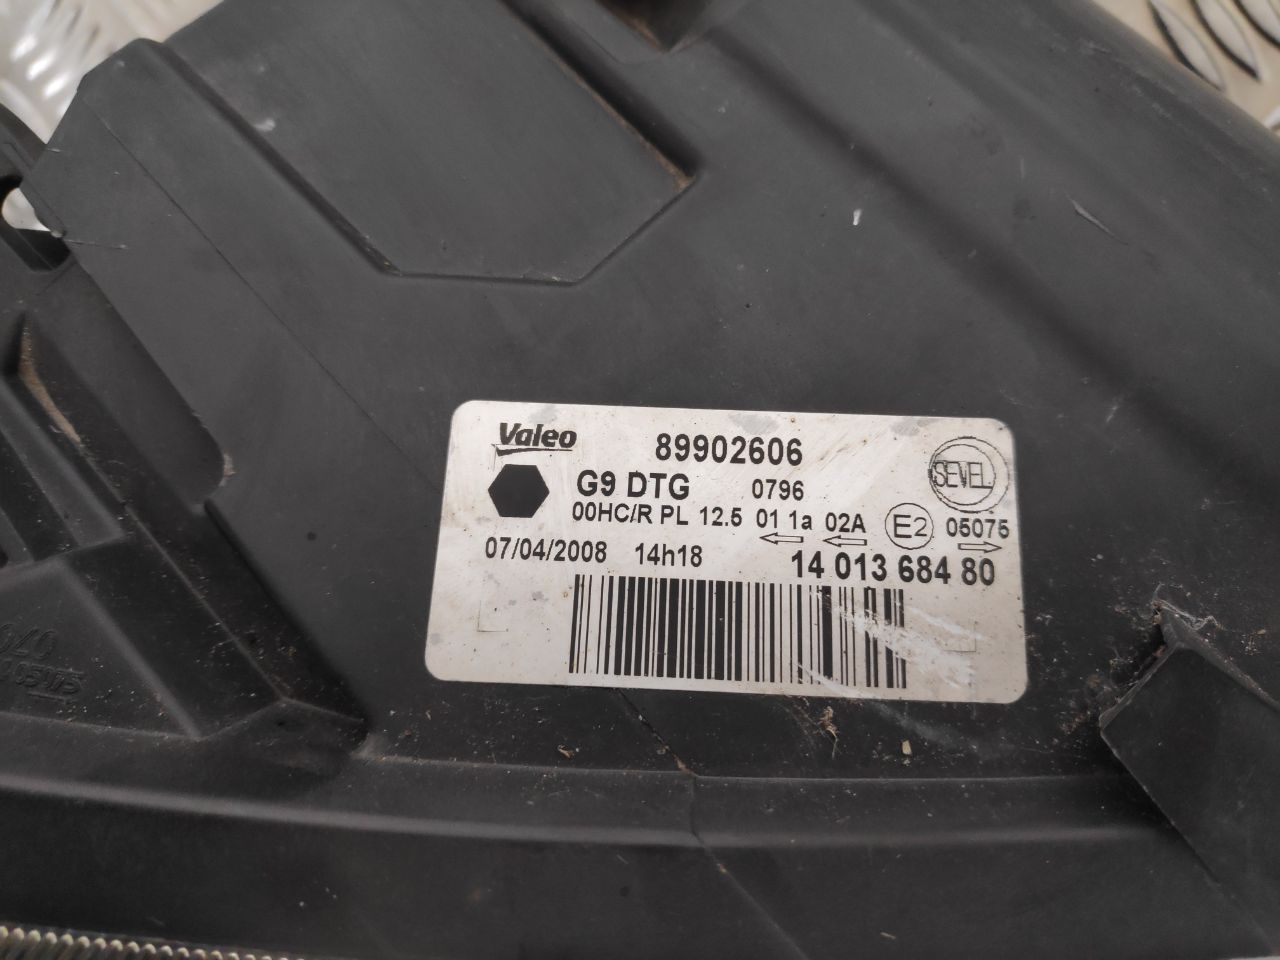 Valeo 89902606
SEVEL
G9 DTG 0796
00HC/R PL 12.5 01 1a 02A E2 05075
07/04/2008 14h18 14 013 684 80